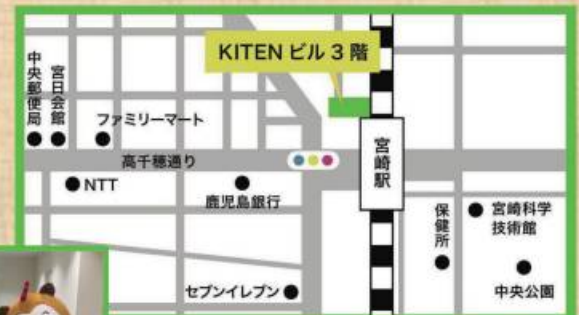 KITEN ビル 3 階
中央郵便局
宮日会館
ファミリーマート
高千穂通り
宮崎駅
NTT
鹿児島銀行
保健所
宮崎科学
技術館
セブンイレブン
中央公園